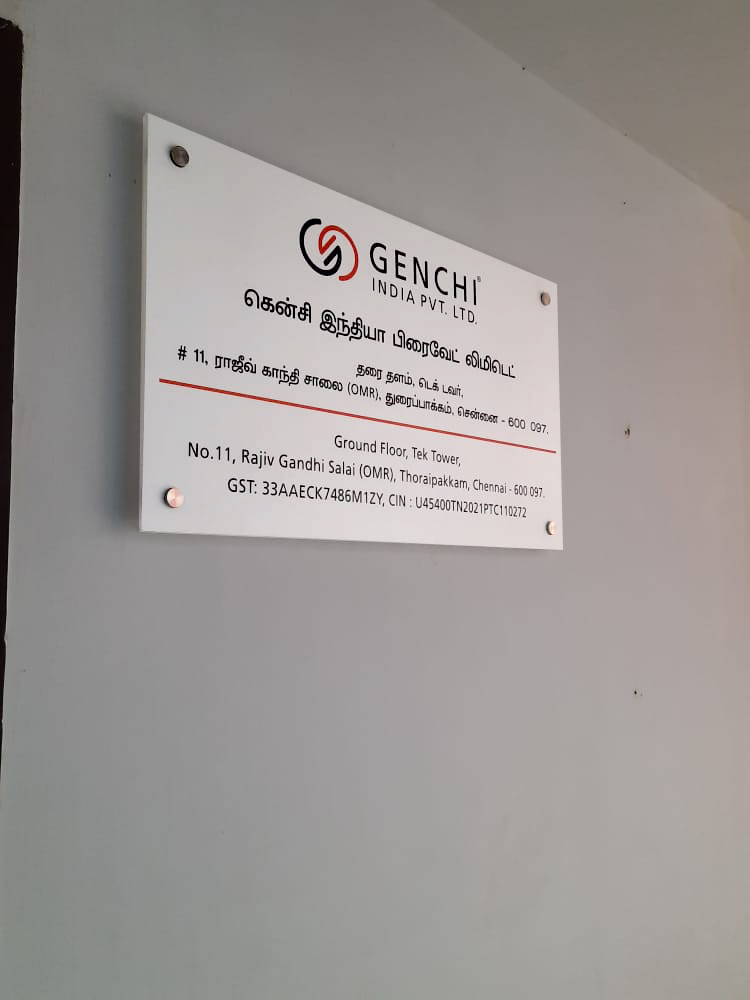 GENCHI®
INDIA PVT. LTD.
கென்சி இந்தியா பிரைவேட் லிமிடெட்
தரை தளம், டெக் டவர்,
# 11, ராஜீவ் காந்தி சாலை (OMR), துரைப்பாக்கம், சென்னை - 600 097.
Ground Floor, Tek Tower,
No.11, Rajiv Gandhi Salai (OMR), Thoraipakkam, Chennai - 600 097.
GST: 33AAECK7486M1ZY, CIN : U45400TN2021PTC110272